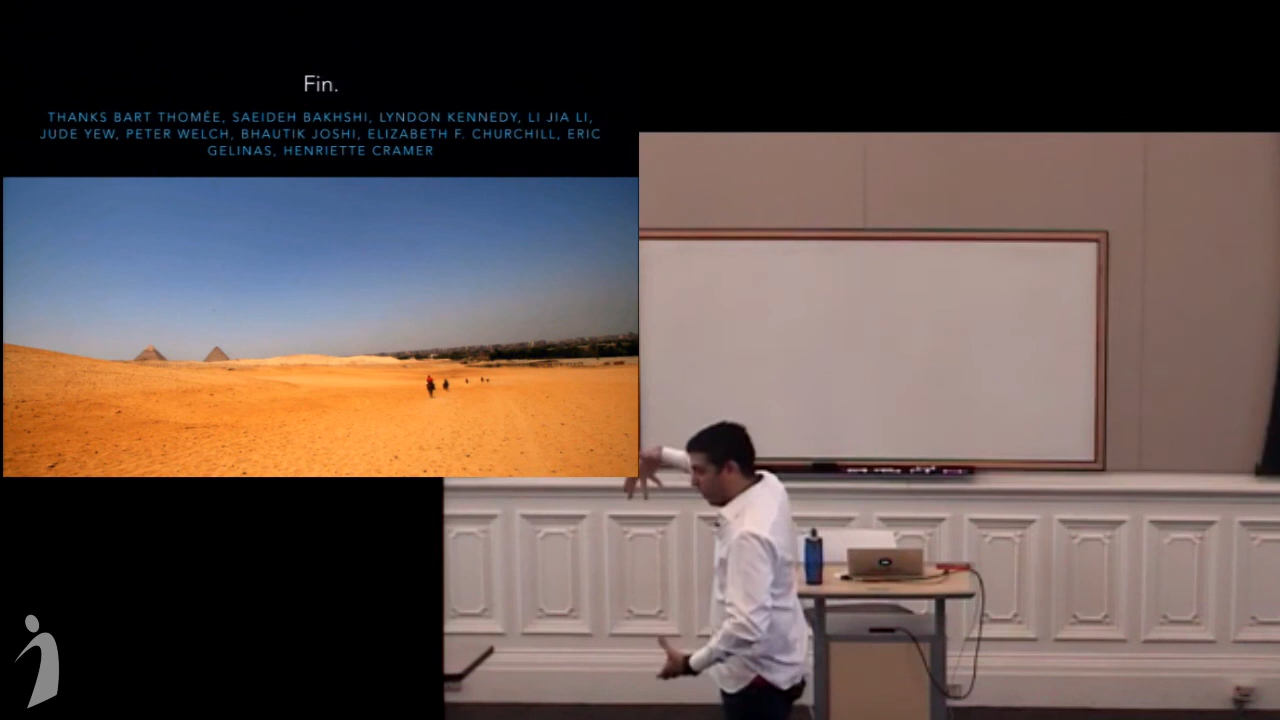 Fin.
THANKS BART THOMÉE, SAEIDEH BAKHSHI, LYNDON KENNEDY, LI JIA LI,
JUDE YEW, PETER WELCH, BHAUTIK JOSHI, ELIZABETH F. CHURCHILL, ERIC
GELINAS, HENRIETTE CRAMER